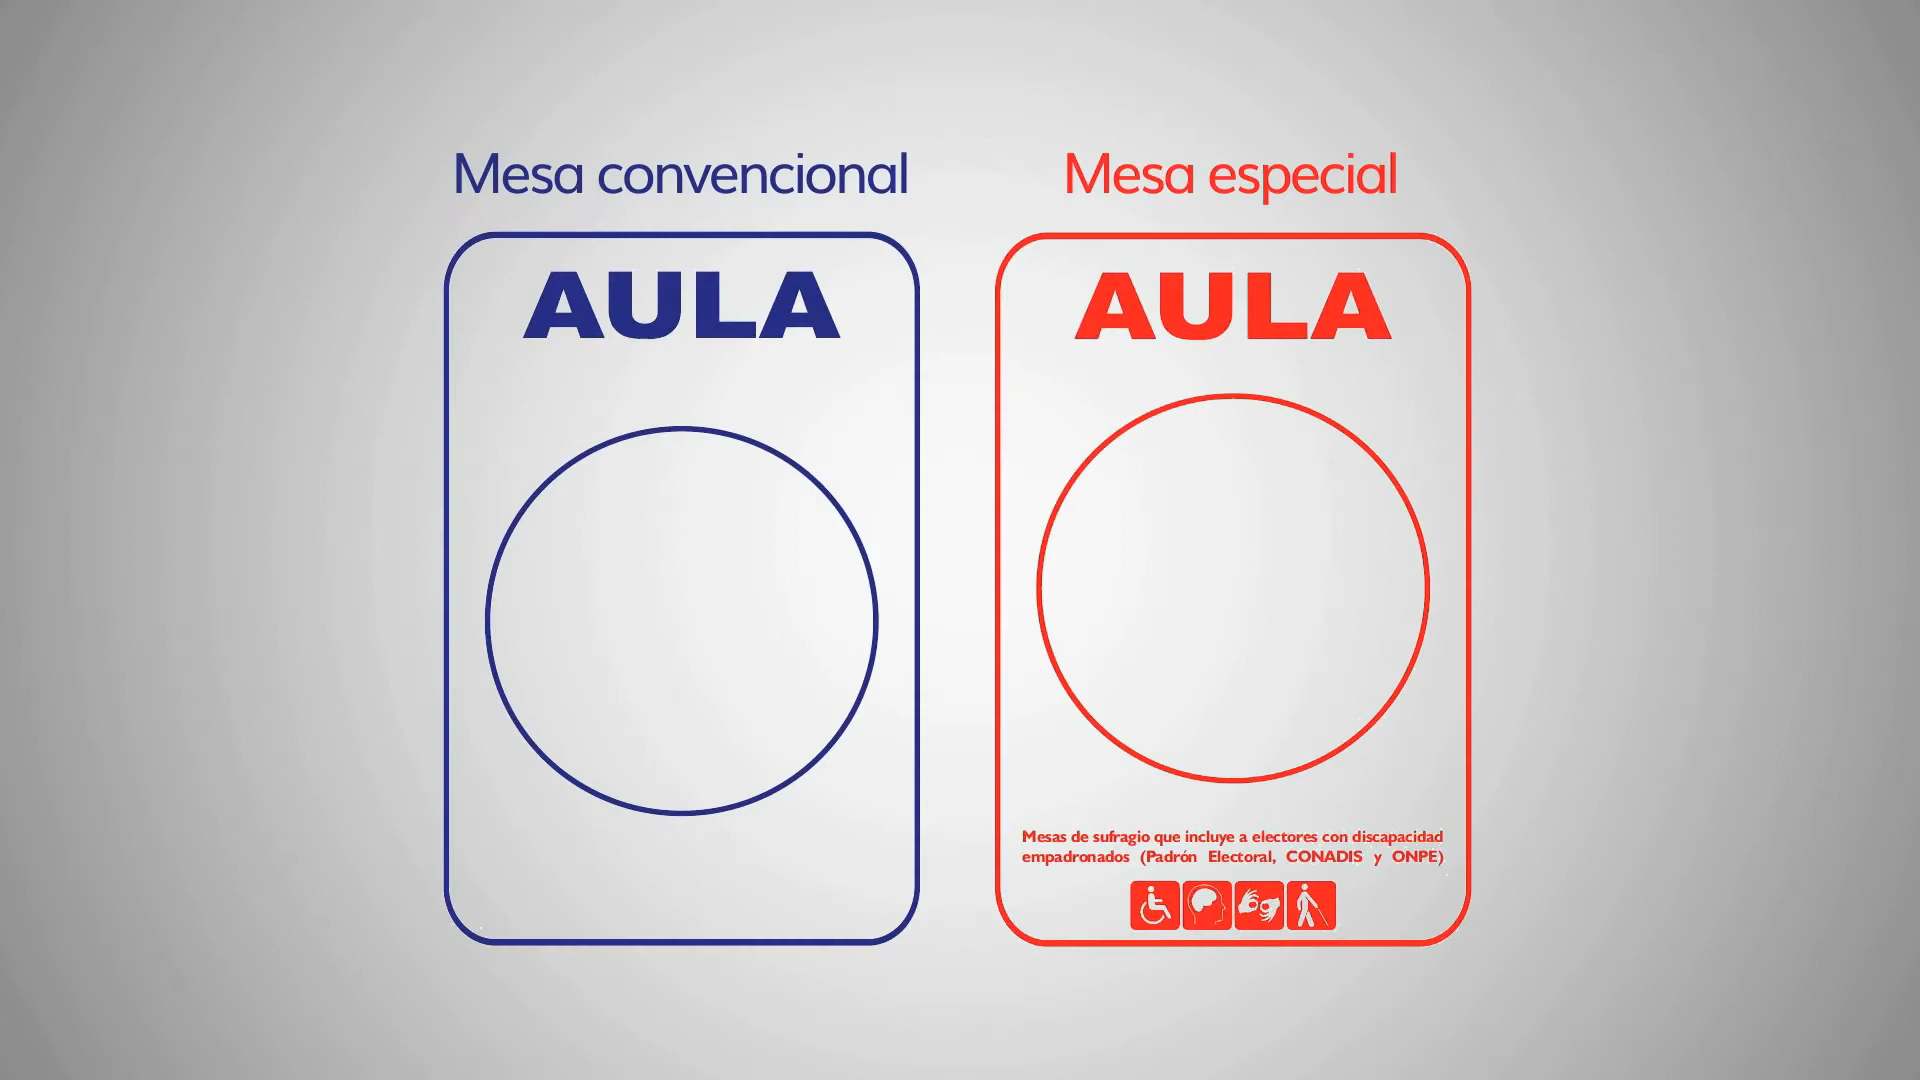 Mesa convencional
AULA
Mesa especial
AULA
Mesas de sufragio que incluye a electores con discapacidad
empadronados (Padrón Electoral, CONADIS y ONPE)